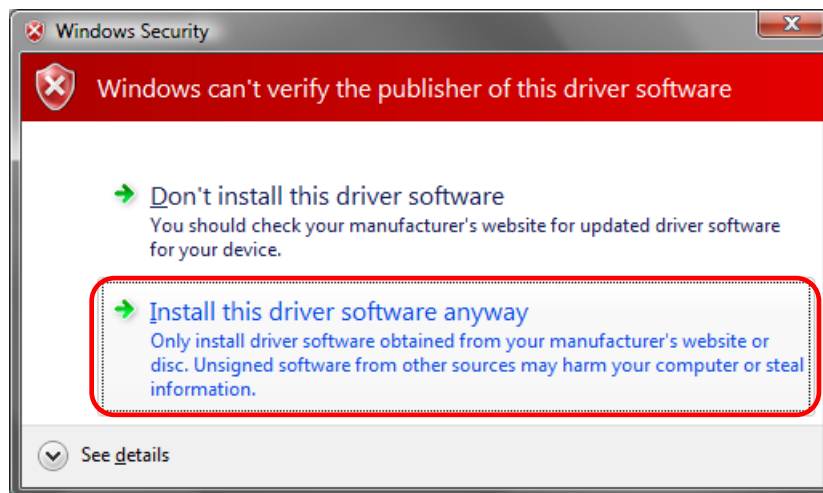 Windows Security
Windows can't verify the publisher of this driver software
Don't install this driver software
You should check your manufacturer's website for updated driver software
for your device.
Install this driver software anyway
Only install driver software obtained from your manufacturer's website or
disc. Unsigned software from other sources may harm your computer or steal
information.
See details